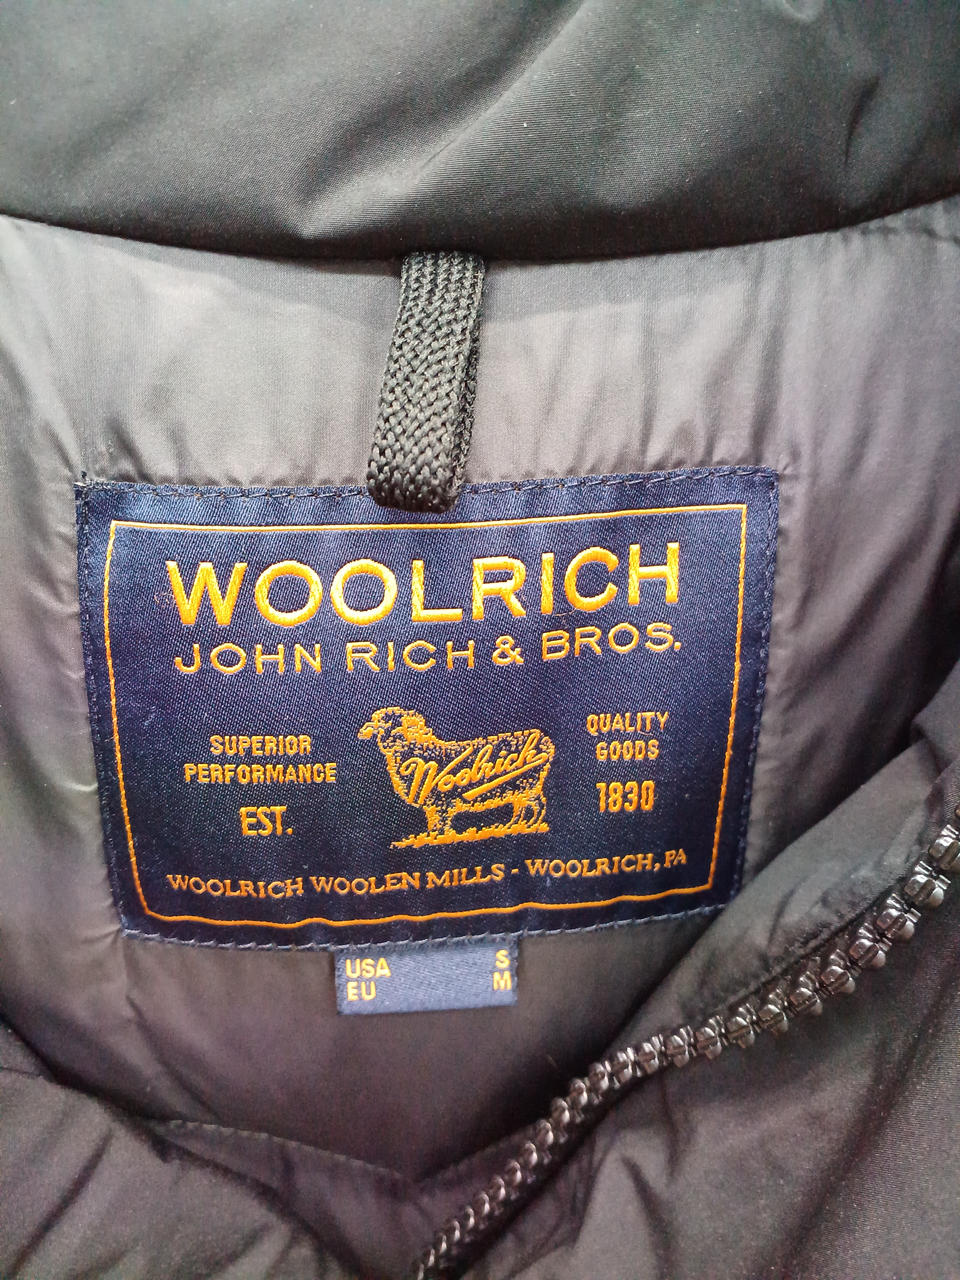 WOOLRICH
JOHN RICH & BROS.
SUPERIOR
PERFORMANCE
EST.
Woolrich
QUALITY
GOODS
1830
WOOLRICH WOOLEN MILLS - WOOLRICH, PA
USA S
EU M